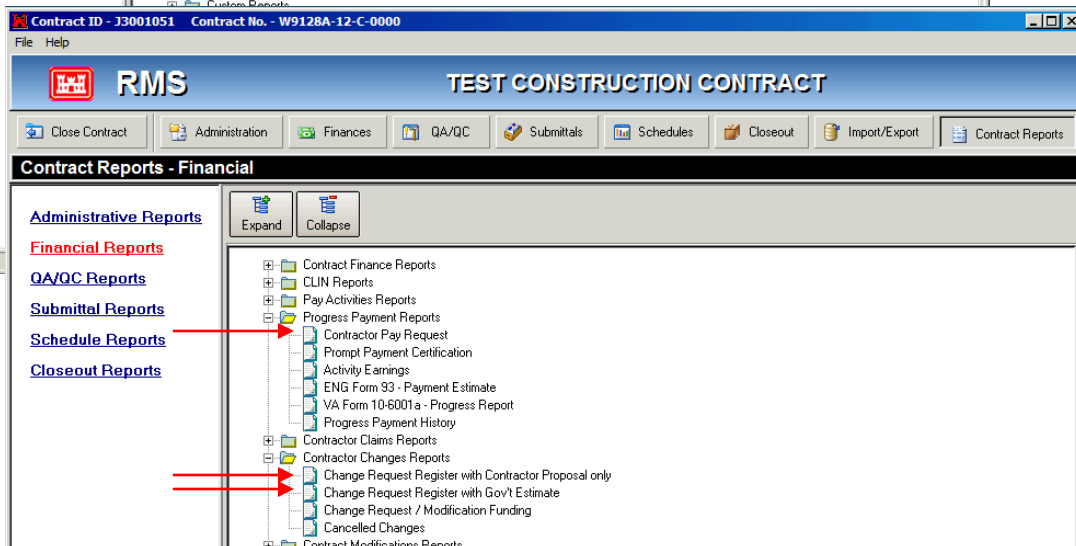 Custom Reports
Contract ID - J3001051 Contract No. - W9128A-12-C-0000
File Help
RMS TEST CONSTRUCTION CONTRACT
Close Contract Administration Finances QA/QC Submittals Schedules Closeout Import/Export Contract Reports
Contract Reports - Financial
Expand Collapse
Administrative Reports
Financial Reports
QA/QC Reports
Submittal Reports
Schedule Reports
Closeout Reports
Contract Finance Reports
CLIN Reports
Pay Activities Reports
Progress Payment Reports
Contractor Pay Request
Prompt Payment Certification
Activity Earnings
ENG Form 93 - Payment Estimate
VA Form 10-6001a - Progress Report
Progress Payment History
Contractor Claims Reports
Contractor Changes Reports
Change Request Register with Contractor Proposal only
Change Request Register with Gov't Estimate
Change Request / Modification Funding
Cancelled Changes
Contract Modifications Reports